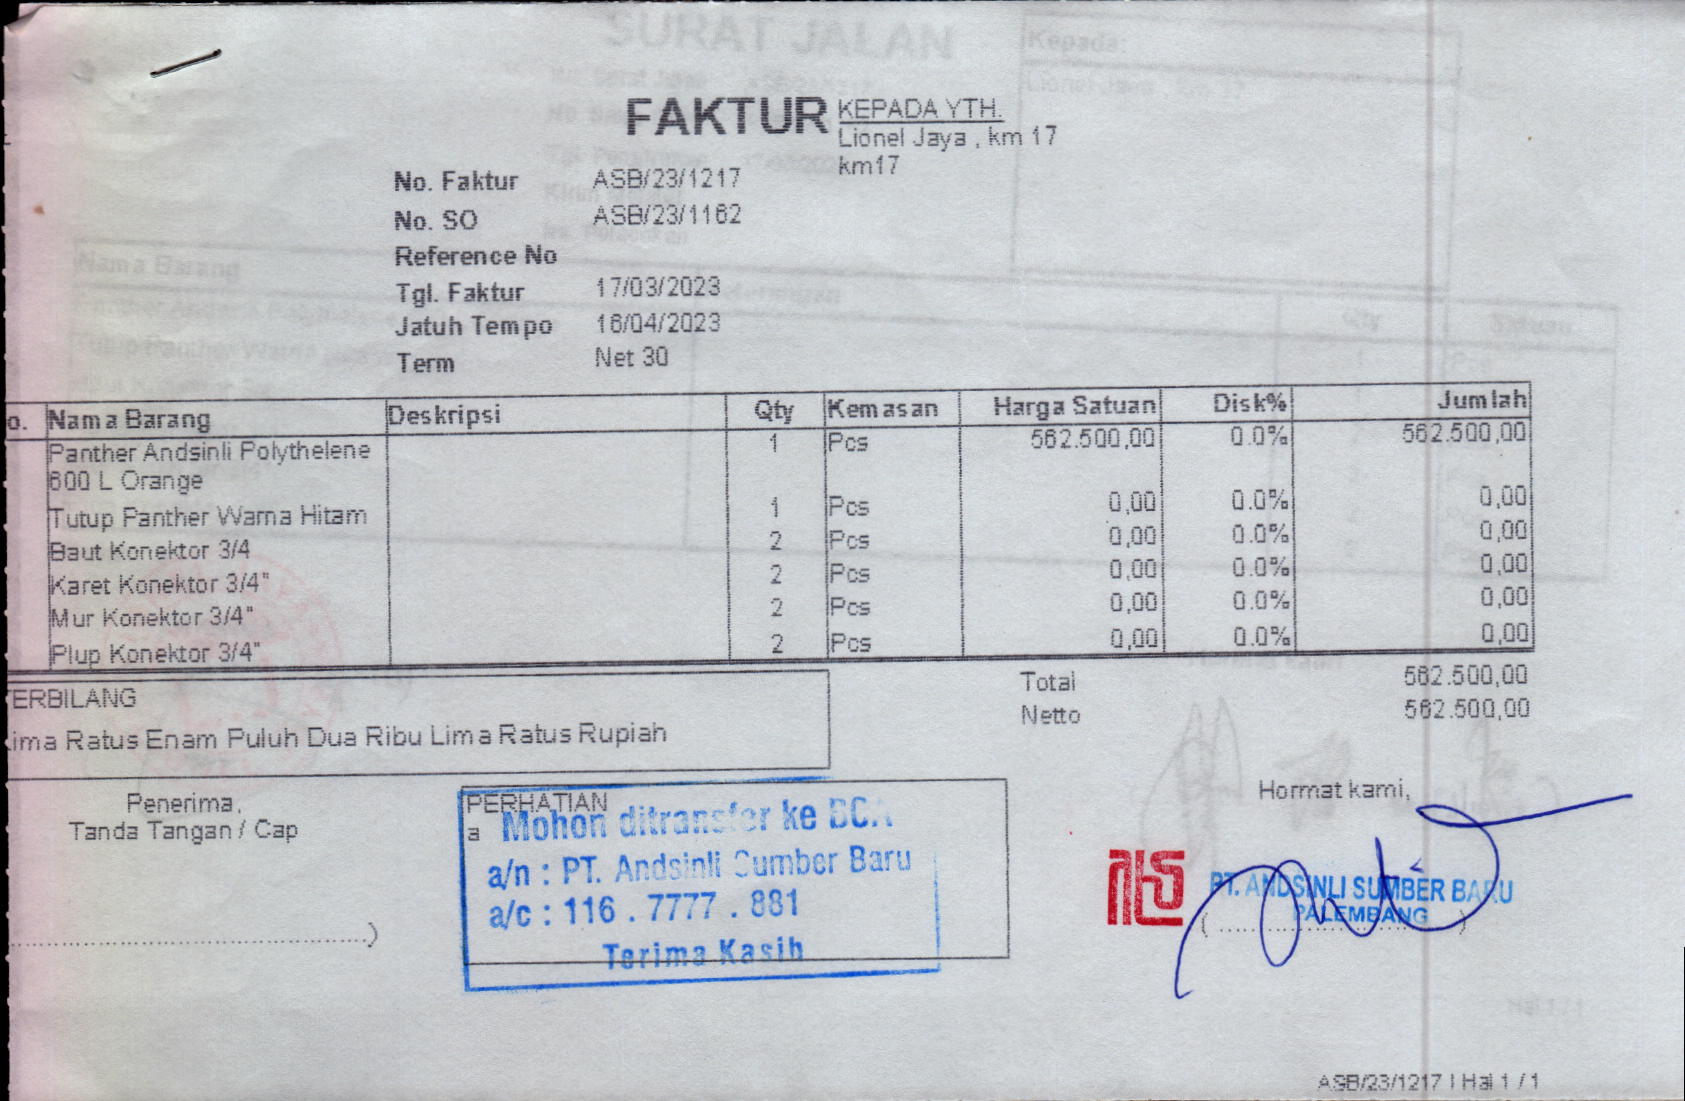 FAKTUR
KEPADA YTH.
Lionel Jaya , km 17
km17
No. Faktur ASB/23/1217
No. SO ASB/23/1162
Reference No
Tgl. Faktur 17/03/2023
Jatuh Tempo 16/04/2023
Term Net 30
o. Nama Barang Deskripsi Qty Kemasan Harga Satuan Disk% Jumlah
Panther Andsinli Polythelene 1 Pcs 562.500,00 0.0% 562.500,00
600 L Orange
Tutup Panther Warna Hitam 1 Pcs 0,00 0.0% 0,00
Baut Konektor 3/4 2 Pcs 0,00 0.0% 0,00
Karet Konektor 3/4" 2 Pcs 0,00 0.0% 0,00
Mur Konektor 3/4" 2 Pcs 0,00 0.0% 0,00
Plup Konektor 3/4" 2 Pcs 0,00 0.0% 0,00
Total 562.500,00
Netto 562.500,00
ERBILANG
ima Ratus Enam Puluh Dua Ribu Lima Ratus Rupiah
Penerima,
Tanda Tangan / Cap
PERHATIAN
a
Mohon ditransfer ke BCA
a/n : PT. Andsinli Sumber Baru
a/c : 116 . 7777 . 881
Terima Kasih
Hormat kami,
PT. ANDSINLI SUMBER BARU
PALEMBANG
ASB/23/1217 | Hal 1 / 1
SURAT JALAN
Kepada:
Nama Barang
Qty
Satuan